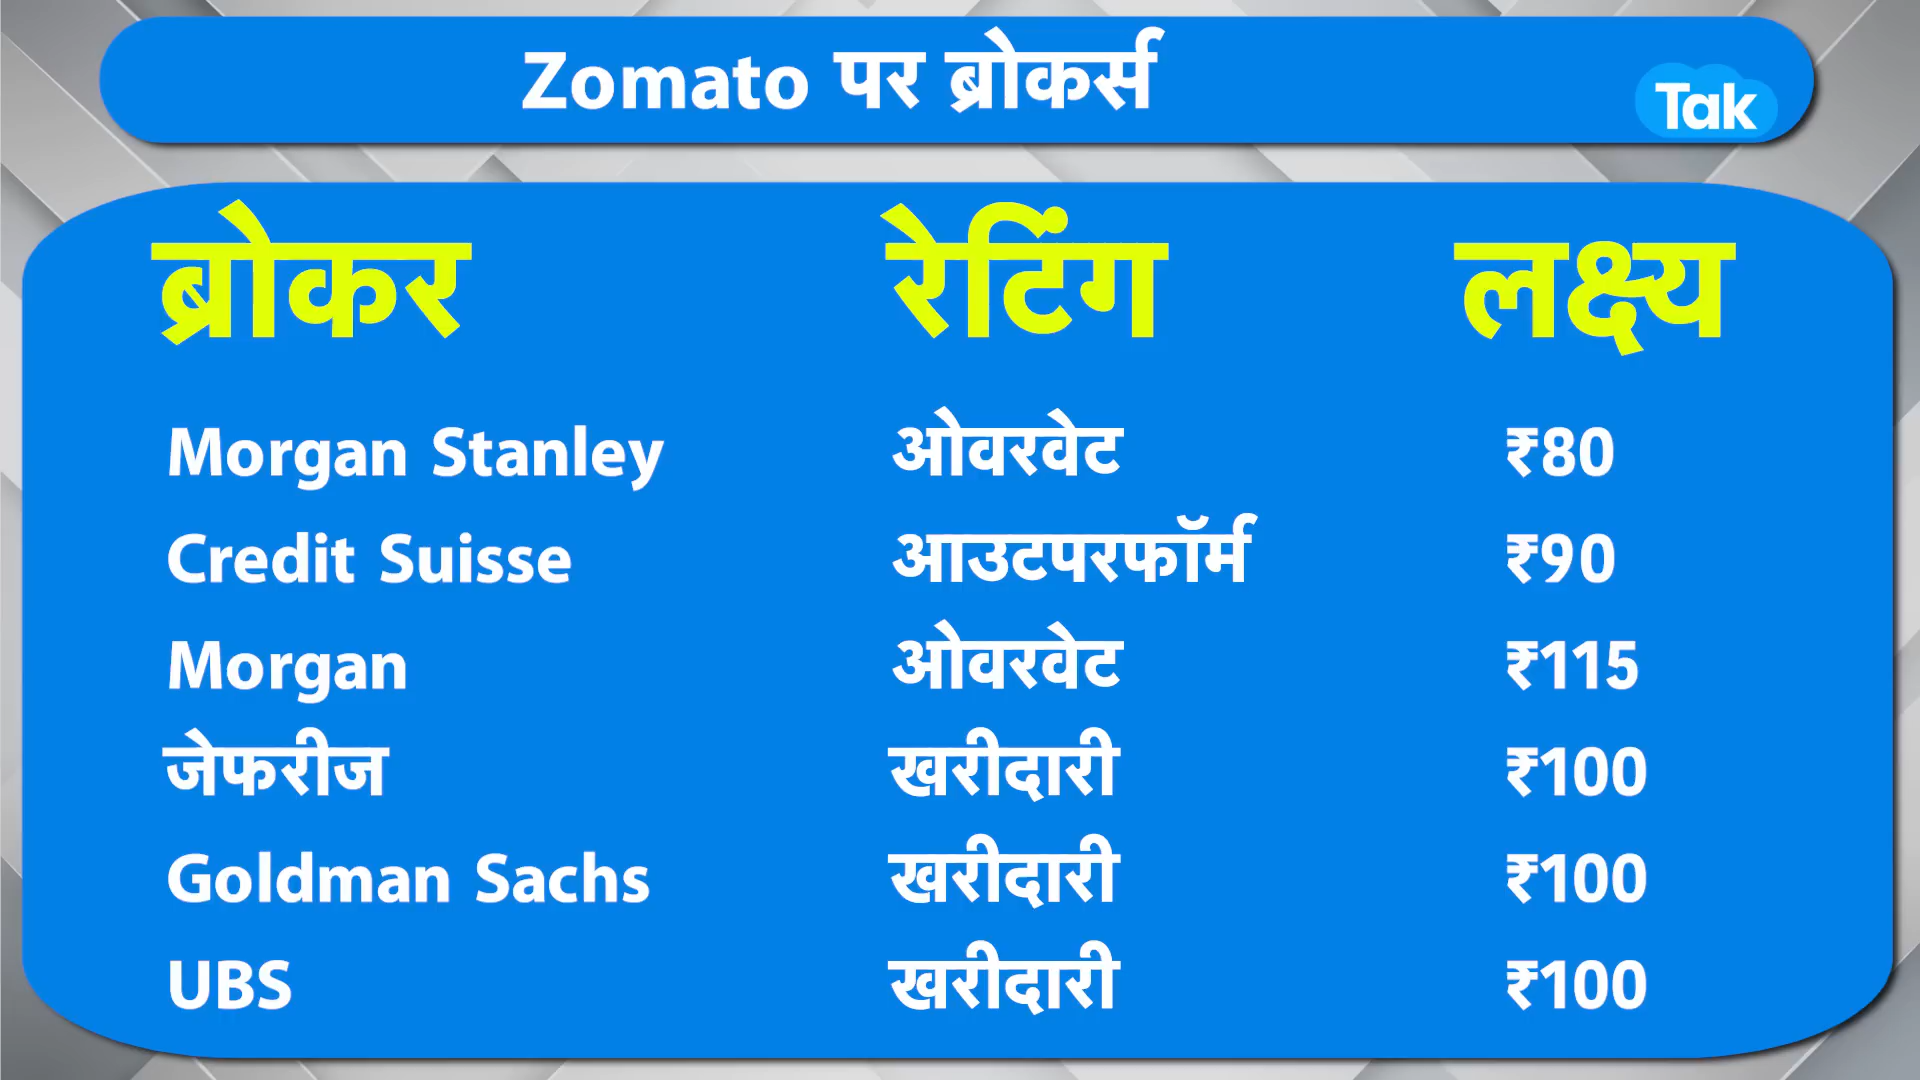 Zomato पर ब्रोकर्स
Tak
ब्रोकर रेटिंग लक्ष्य
Morgan Stanley ओवरवेट ₹80
Credit Suisse आउटपरफॉर्म ₹90
Morgan ओवरवेट ₹115
जेफरीज खरीदारी ₹100
Goldman Sachs खरीदारी ₹100
UBS खरीदारी ₹100